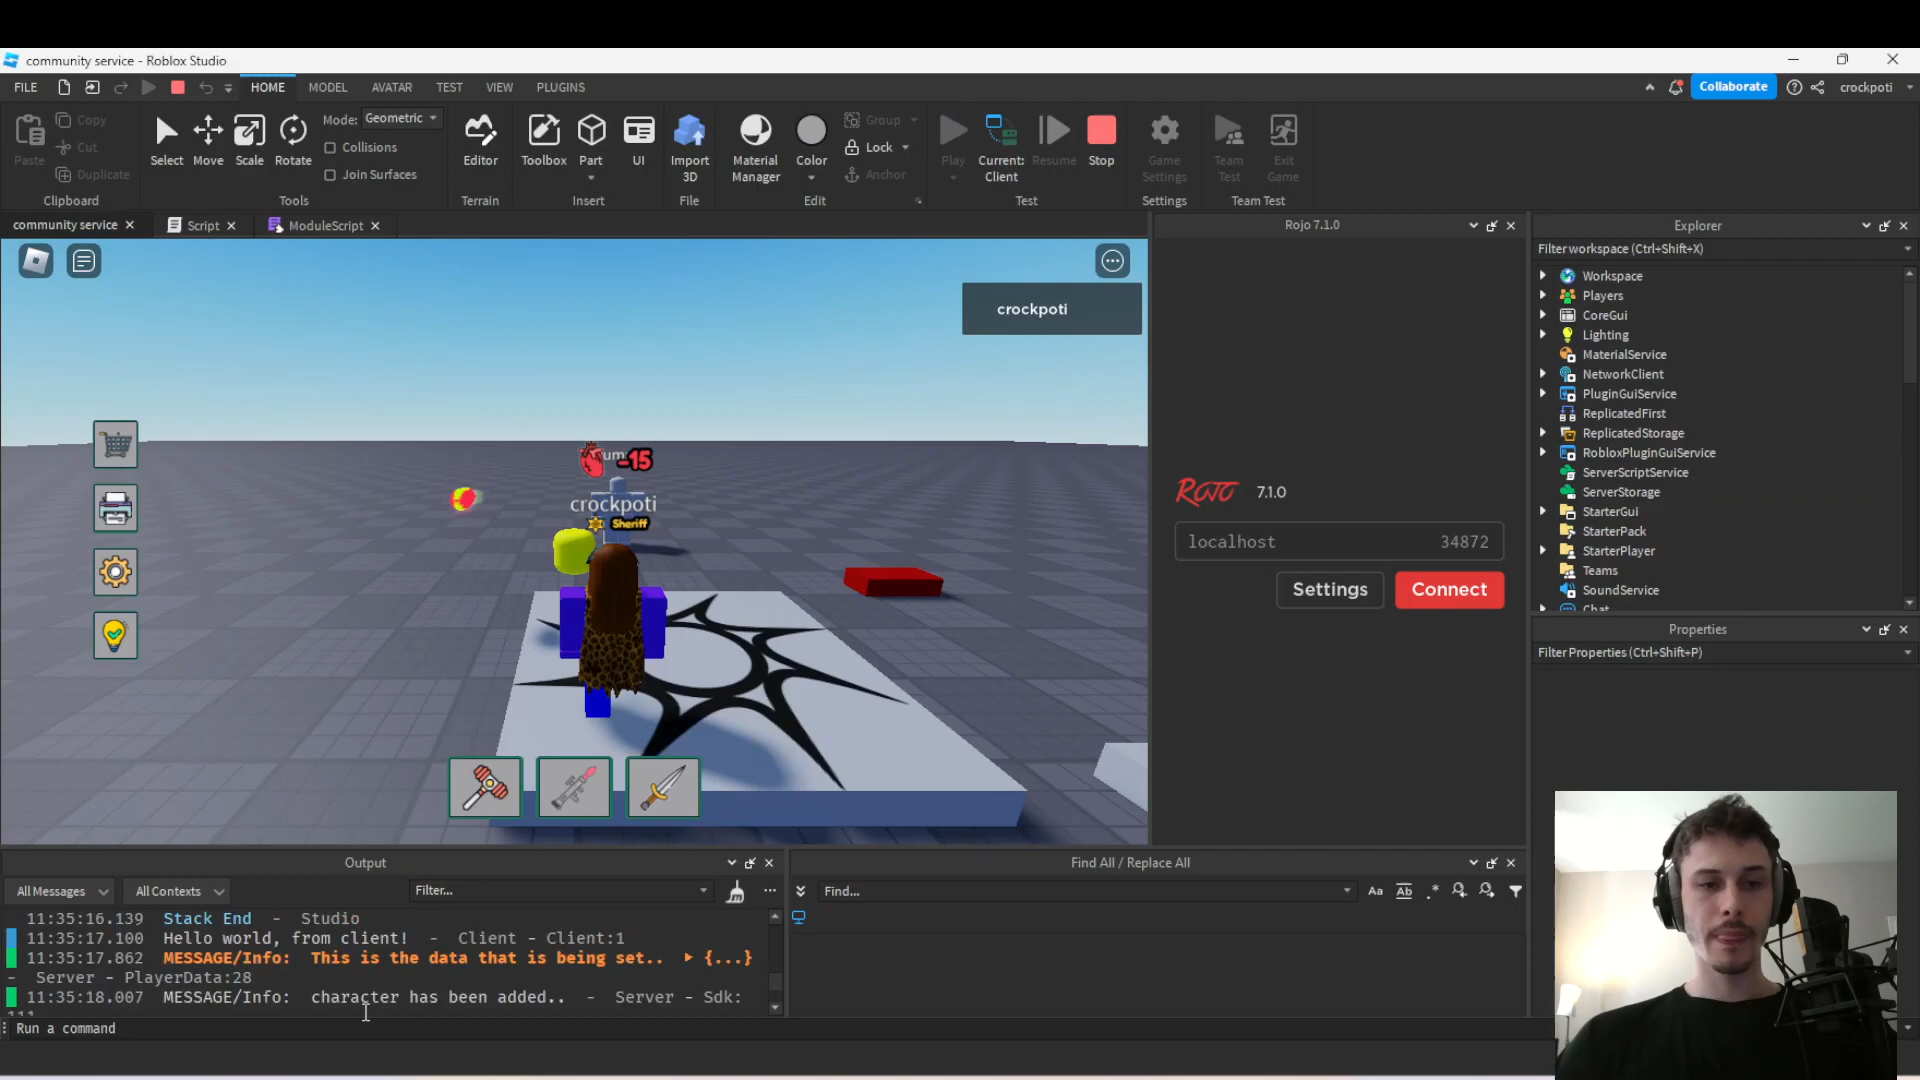 community service - Roblox Studio
FILE HOME MODEL AVATAR TEST VIEW PLUGINS Collaborate crockpoti
Paste Copy Cut Duplicate Clipboard
Select Move Scale Rotate Mode: Geometric Collisions Join Surfaces Tools
Editor Terrain
Toolbox Part UI Insert
Import 3D File
Material Manager Color Group Lock Anchor Edit
Play Current: Client Resume Stop Test
Game Settings Settings
Team Test Exit Game Team Test
community service Script ModuleScript
crockpoti
-15
crockpoti
Sheriff
Rojo 7.1.0
Rojo 7.1.0
localhost 34872
Settings Connect
Explorer
Filter workspace (Ctrl+Shift+X)
Workspace
Players
CoreGui
Lighting
MaterialService
NetworkClient
PluginGuiService
ReplicatedFirst
ReplicatedStorage
RobloxPluginGuiService
ServerScriptService
ServerStorage
StarterGui
StarterPack
StarterPlayer
Teams
SoundService
Chat
Properties
Filter Properties (Ctrl+Shift+P)
Output
All Messages All Contexts Filter...
11:35:16.139 Stack End - Studio
11:35:17.100 Hello world, from client! - Client - Client:1
11:35:17.862 MESSAGE/Info: This is the data that is being set.. ▶ {...}
- Server - PlayerData:28
11:35:18.007 MESSAGE/Info: character has been added.. - Server - Sdk:
Run a command
Find All / Replace All
Find... Aa Ab .*